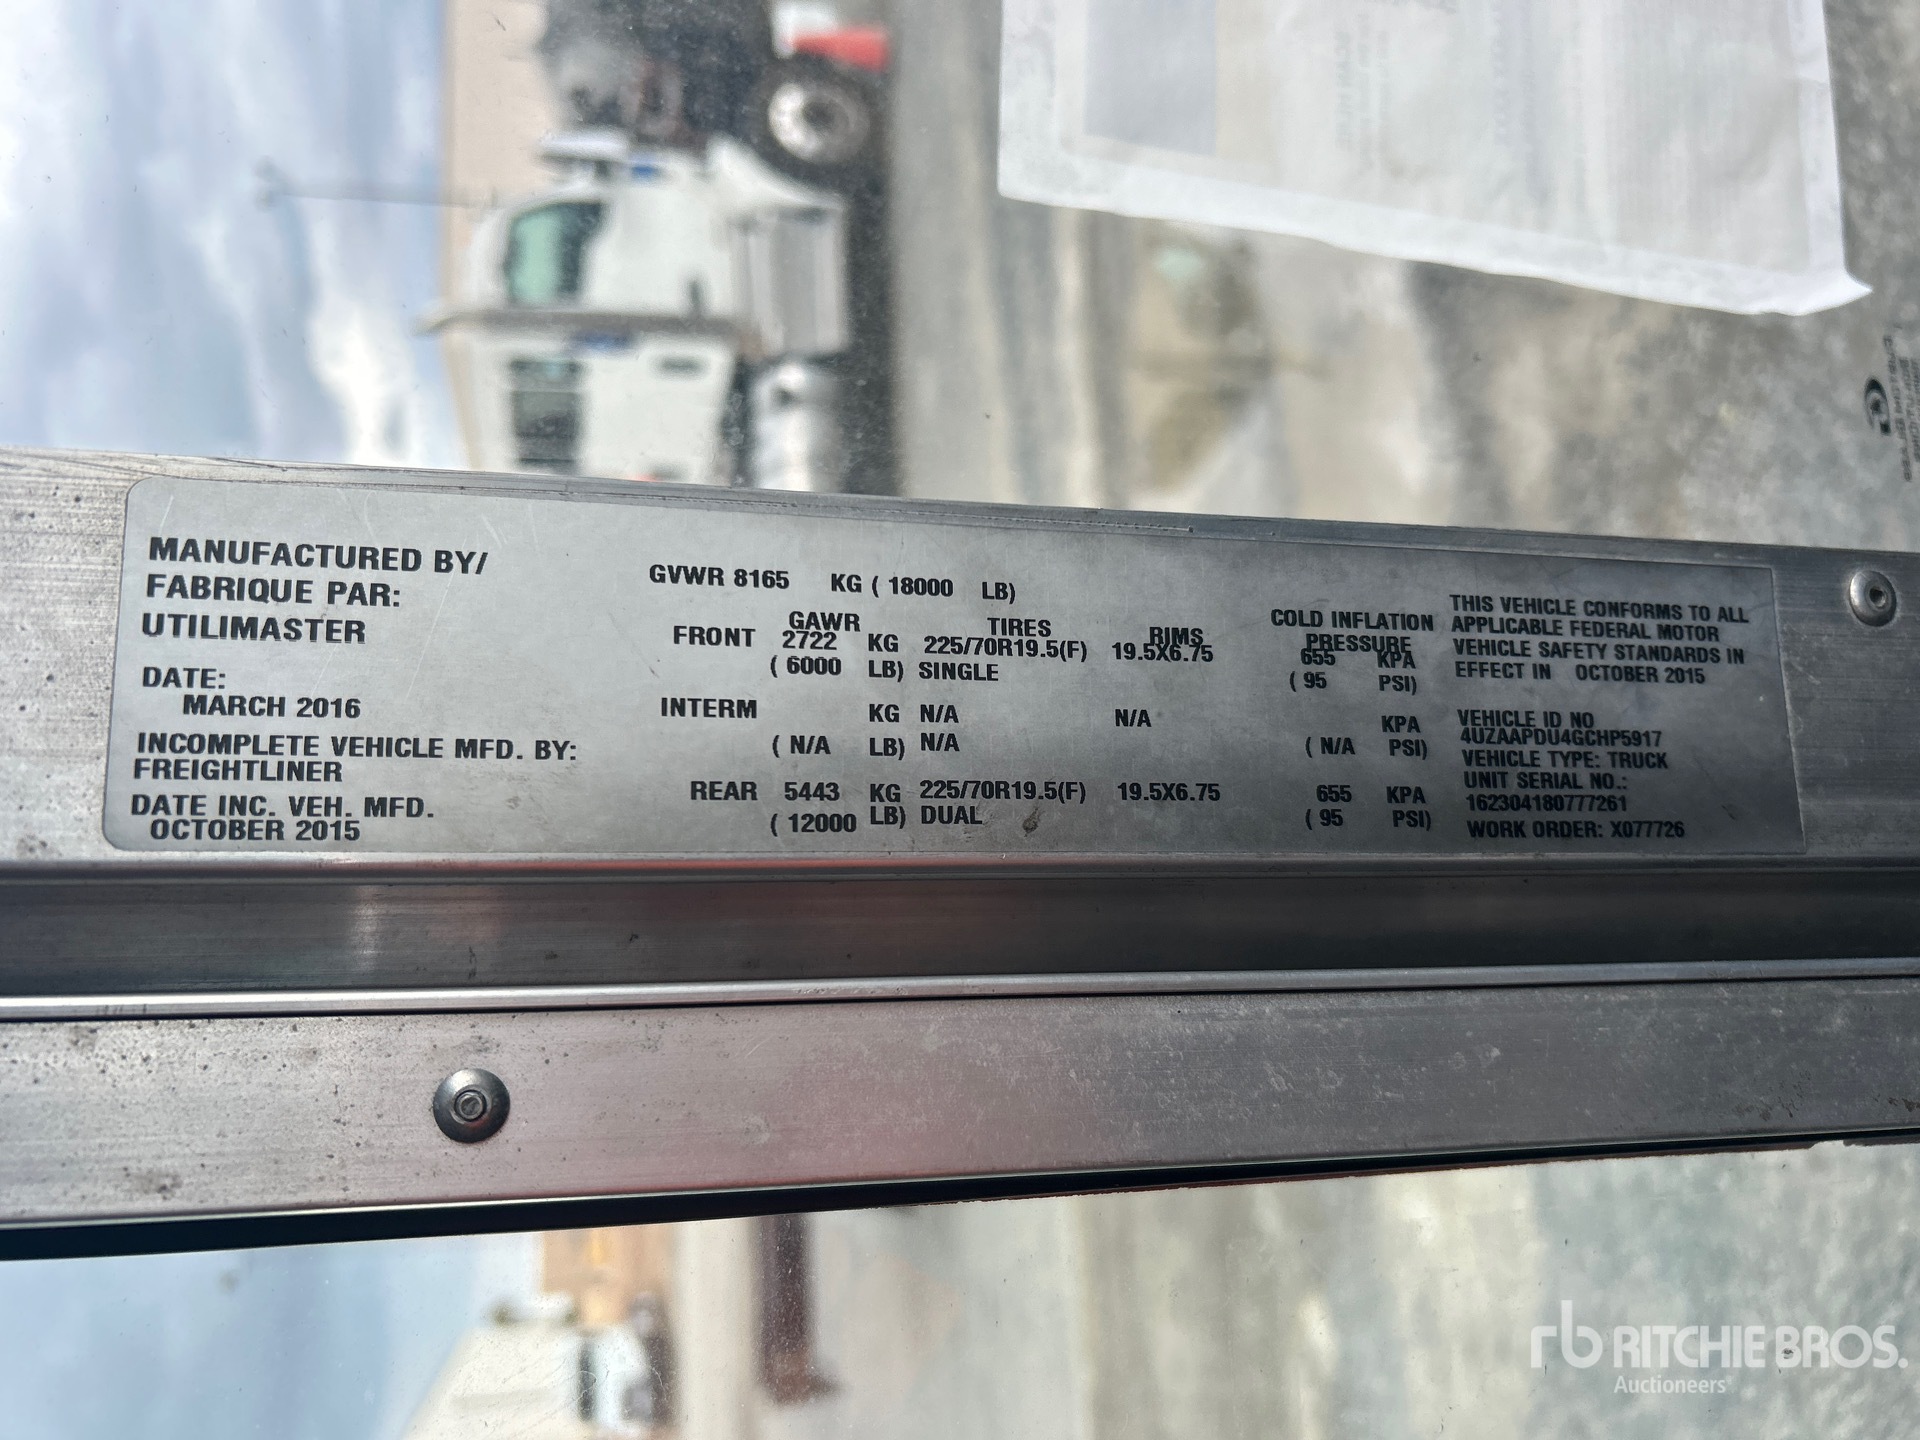 MANUFACTURED BY/
FABRIQUE PAR:
UTILIMASTER
DATE:
MARCH 2016
INCOMPLETE VEHICLE MFD. BY:
FREIGHTLINER
DATE INC. VEH. MFD.
OCTOBER 2015
GVWR 8165 KG ( 18000 LB)
GAWR TIRES RIMS COLD INFLATION PRESSURE
FRONT 2722 KG 225/70R19.5(F) 19.5X6.75 655 KPA
( 6000 LB) SINGLE ( 95 PSI)
INTERM KG N/A N/A KPA
( N/A LB) N/A ( N/A PSI)
REAR 5443 KG 225/70R19.5(F) 19.5X6.75 655 KPA
( 12000 LB) DUAL ( 95 PSI)
THIS VEHICLE CONFORMS TO ALL
APPLICABLE FEDERAL MOTOR
VEHICLE SAFETY STANDARDS IN
EFFECT IN OCTOBER 2015
VEHICLE ID NO
4UZAAPDU4GCHP5917
VEHICLE TYPE: TRUCK
UNIT SERIAL NO.:
162304180777261
WORK ORDER: X077726
rb RITCHIE BROS.
Auctioneers